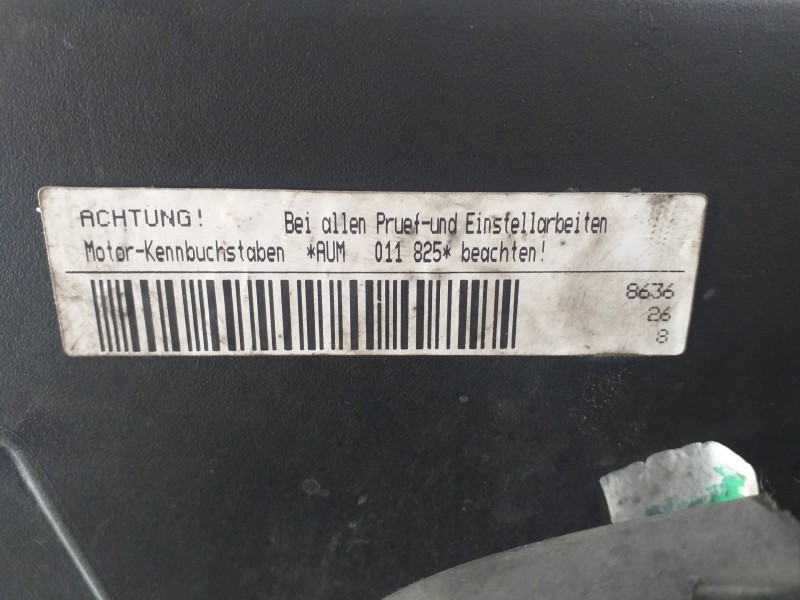 ACHTUNG! Bei allen Pruef-und Einstellarbeiten
Motor-Kennbuchstaben *AUM 011 825* beachten!
8636
26
8